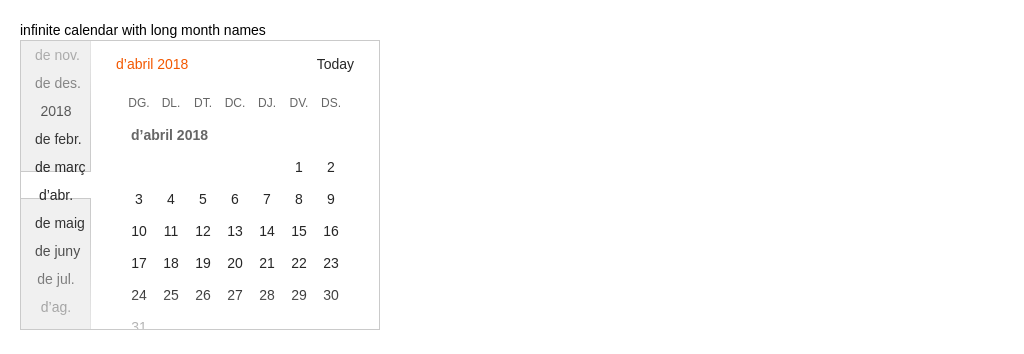 infinite calendar with long month names
de nov.
de des.
2018
de febr.
de març
d’abr.
de maig
de juny
de jul.
d’ag.
d’abril 2018 Today
DG. DL. DT. DC. DJ. DV. DS.
d’abril 2018
1 2
3 4 5 6 7 8 9
10 11 12 13 14 15 16
17 18 19 20 21 22 23
24 25 26 27 28 29 30
31